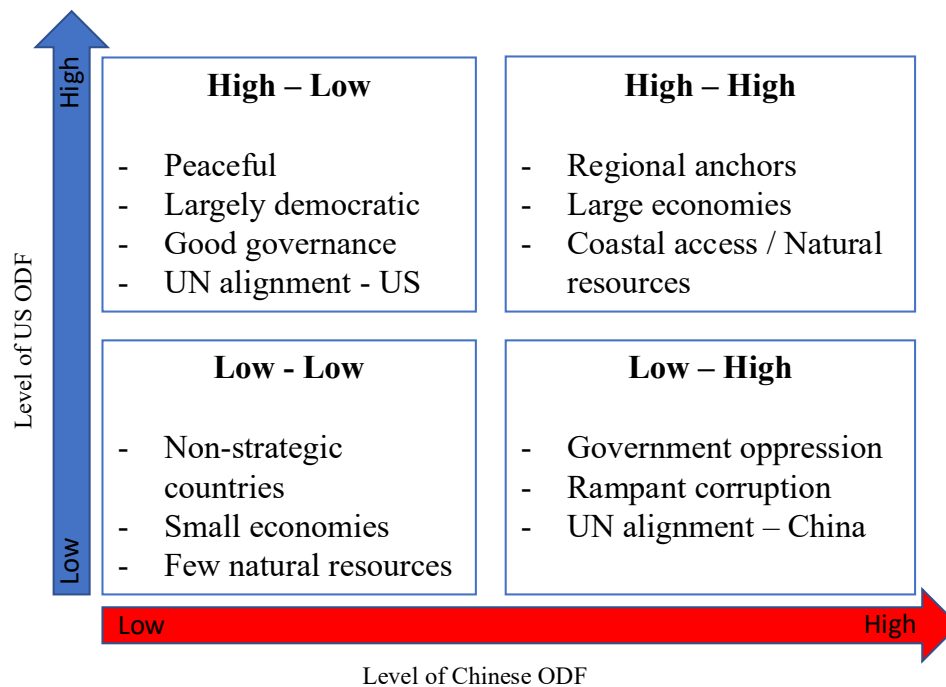 High
Level of US ODF
Low
High – Low
- Peaceful
- Largely democratic
- Good governance
- UN alignment - US
High – High
- Regional anchors
- Large economies
- Coastal access / Natural
resources
Low - Low
- Non-strategic
countries
- Small economies
- Few natural resources
Low – High
- Government oppression
- Rampant corruption
- UN alignment – China
Low
High
Level of Chinese ODF